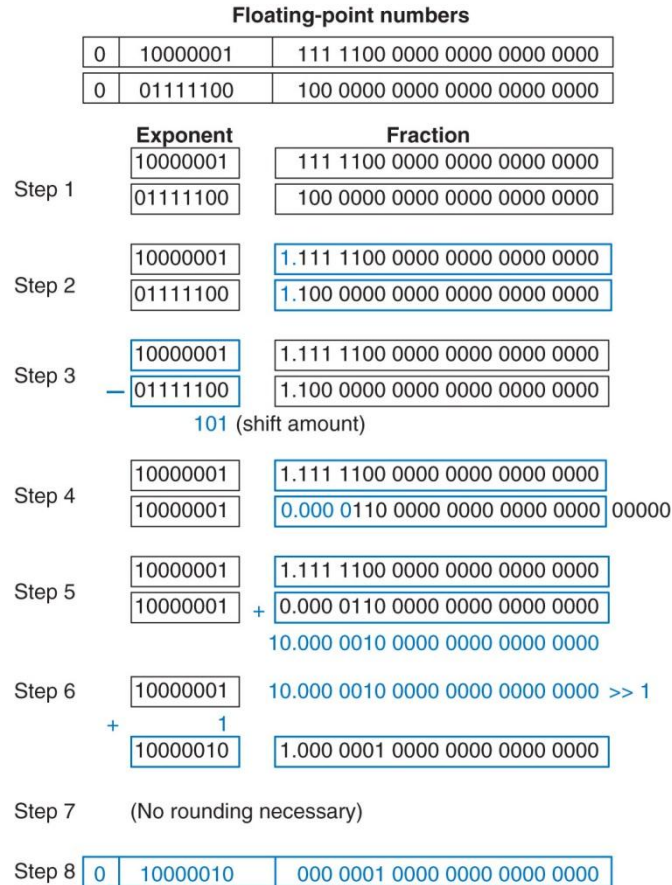 Floating-point numbers
0 10000001 111 1100 0000 0000 0000 0000
0 01111100 100 0000 0000 0000 0000 0000
Exponent Fraction
10000001 111 1100 0000 0000 0000 0000
Step 1
01111100 100 0000 0000 0000 0000 0000
10000001 1.111 1100 0000 0000 0000 0000
Step 2
01111100 1.100 0000 0000 0000 0000 0000
10000001 1.111 1100 0000 0000 0000 0000
Step 3
– 01111100 1.100 0000 0000 0000 0000 0000
101 (shift amount)
10000001 1.111 1100 0000 0000 0000 0000
Step 4
10000001 0.000 0110 0000 0000 0000 0000 00000
10000001 1.111 1100 0000 0000 0000 0000
Step 5
10000001 + 0.000 0110 0000 0000 0000 0000
10.000 0010 0000 0000 0000 0000
Step 6 10000001 10.000 0010 0000 0000 0000 0000 >> 1
+ 1
10000010 1.000 0001 0000 0000 0000 0000
Step 7 (No rounding necessary)
Step 8 0 10000010 000 0001 0000 0000 0000 0000